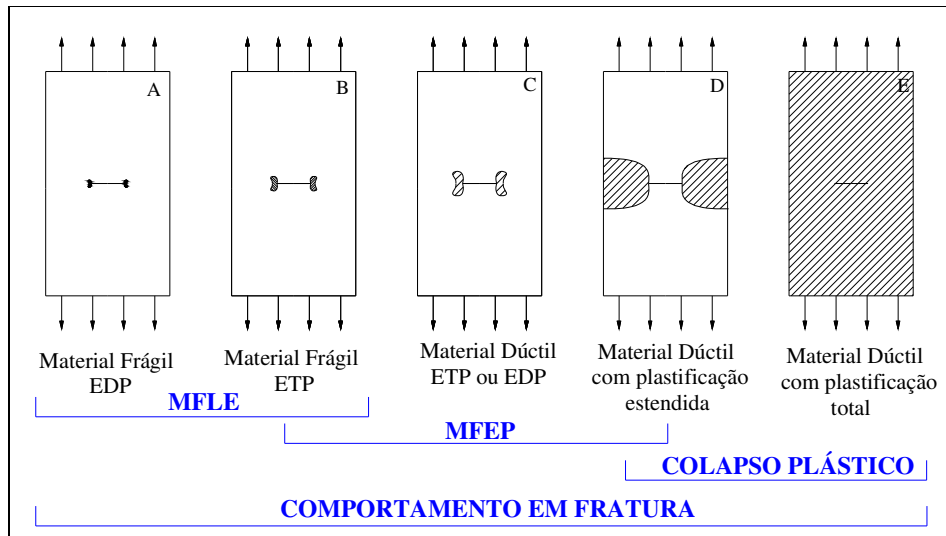 A
B
C
D
E
Material Frágil
EDP
Material Frágil
ETP
Material Dúctil
ETP ou EDP
Material Dúctil
com plastificação
estendida
Material Dúctil
com plastificação
total
MFLE
MFEP
COLAPSO PLÁSTICO
COMPORTAMENTO EM FRATURA